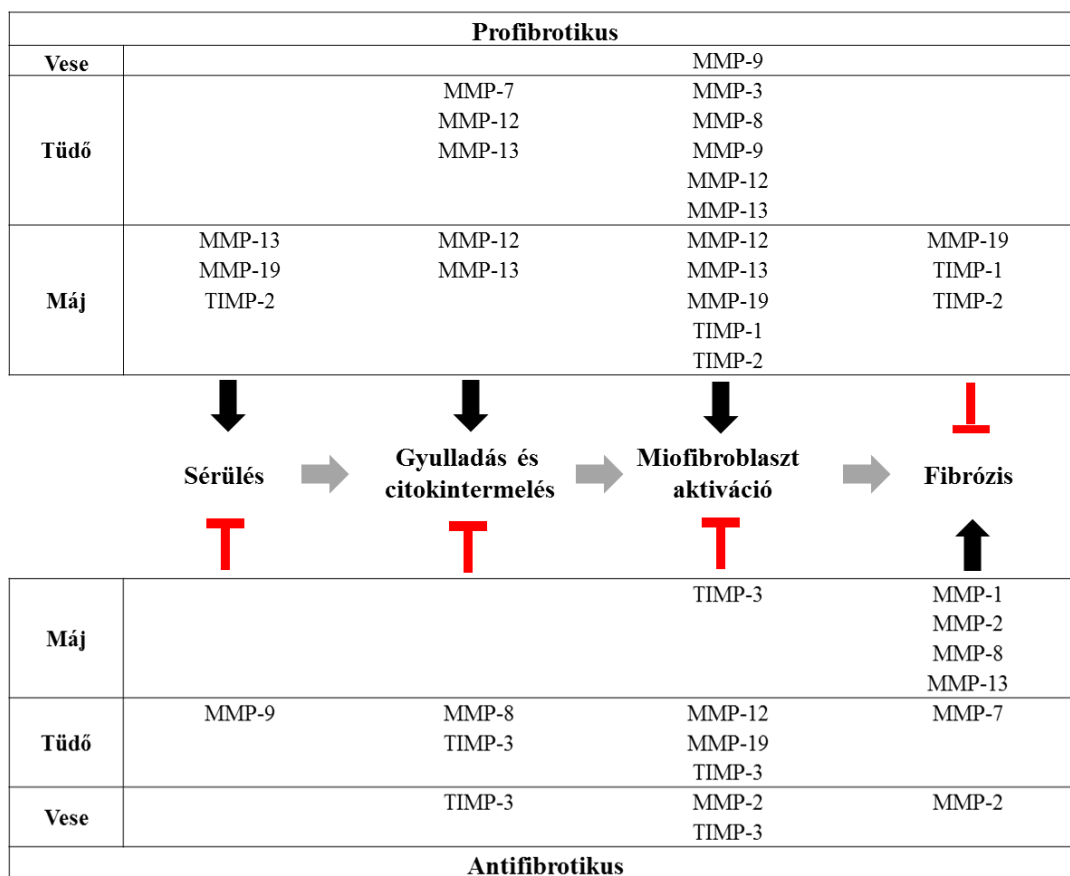 Profibrotikus
Vese MMP-9
MMP-7 MMP-3
MMP-12 MMP-8
Tüdő MMP-13 MMP-9
MMP-12
MMP-13
MMP-13 MMP-12 MMP-12 MMP-19
MMP-19 MMP-13 MMP-13 TIMP-1
Máj TIMP-2 MMP-19 TIMP-2
TIMP-1
TIMP-2
Sérülés
Gyulladás és
citokintermelés
Miofibroblaszt
aktiváció
Fibrózis
TIMP-3 MMP-1
MMP-2
Máj MMP-8
MMP-13
MMP-9 MMP-8 MMP-12 MMP-7
Tüdő TIMP-3 MMP-19
TIMP-3
TIMP-3 MMP-2 MMP-2
Vese TIMP-3
Antifibrotikus